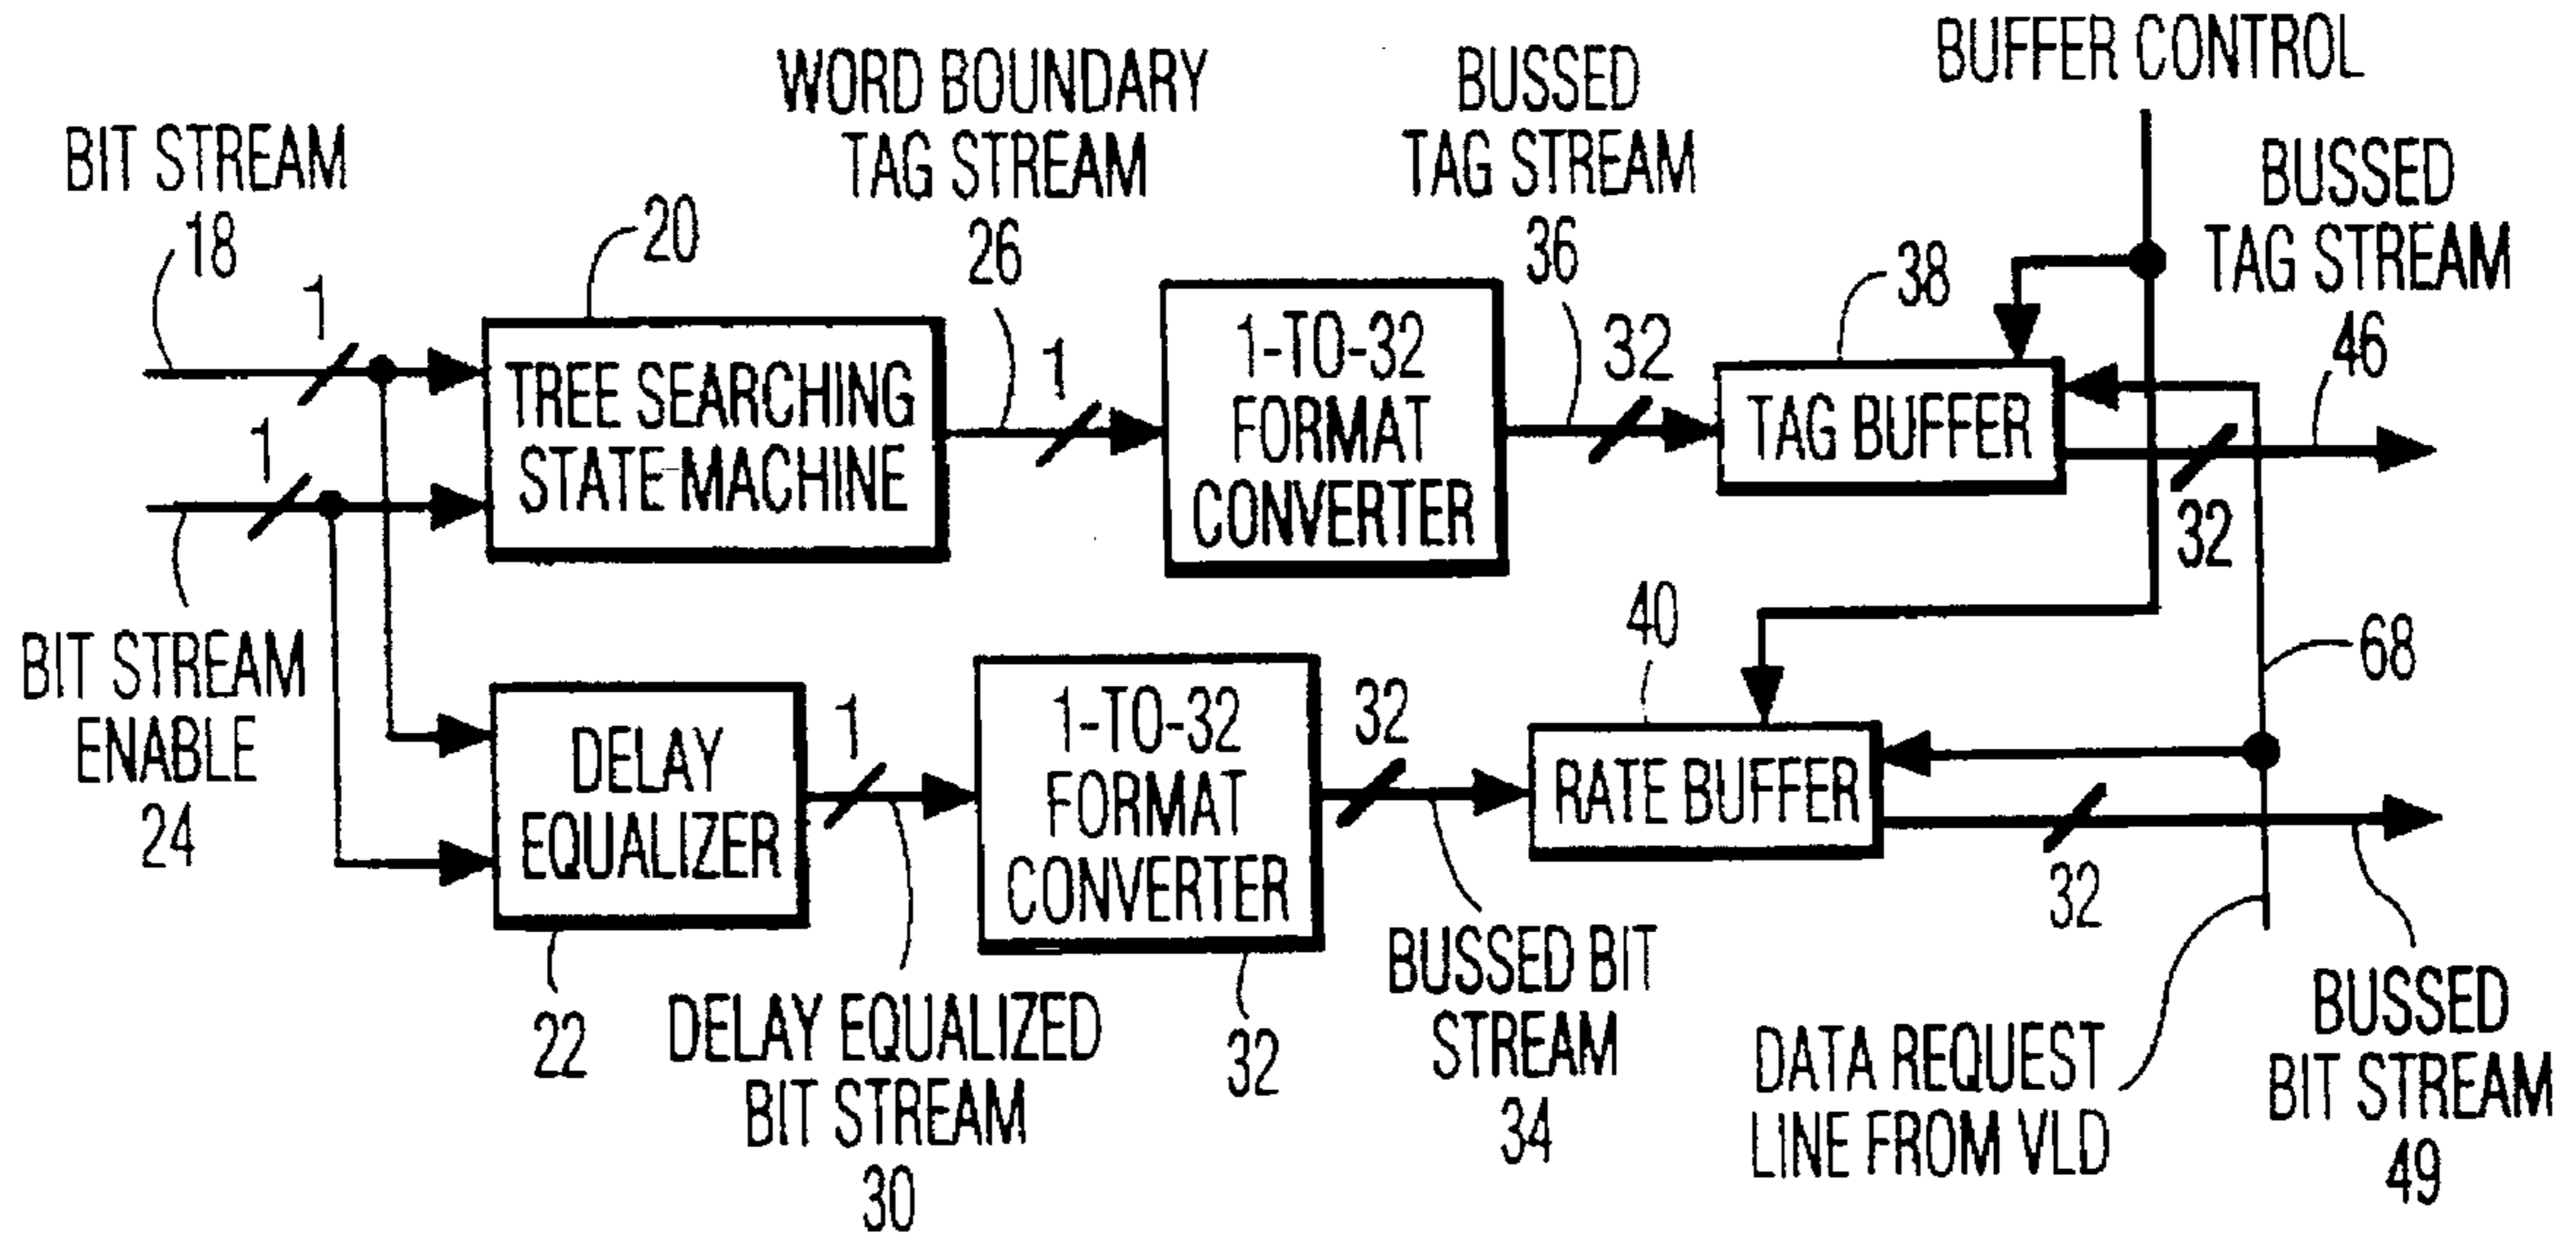 BUFFER CONTROL
WORD BOUNDARY
TAG STREAM
26
BUSSED
TAG STREAM
36
BIT STREAM
18
BUSSED
TAG STREAM
46
20
38
1
1
1
32
32
TREE SEARCHING
STATE MACHINE
1-TO-32
FORMAT
CONVERTER
TAG BUFFER
BIT STREAM
ENABLE
24
40
68
1
32
32
DELAY
EQUALIZER
1-TO-32
FORMAT
CONVERTER
RATE BUFFER
22
DELAY EQUALIZED
BIT STREAM
30
32
BUSSED BIT
STREAM
34
DATA REQUEST
LINE FROM VLD
BUSSED
BIT STREAM
49